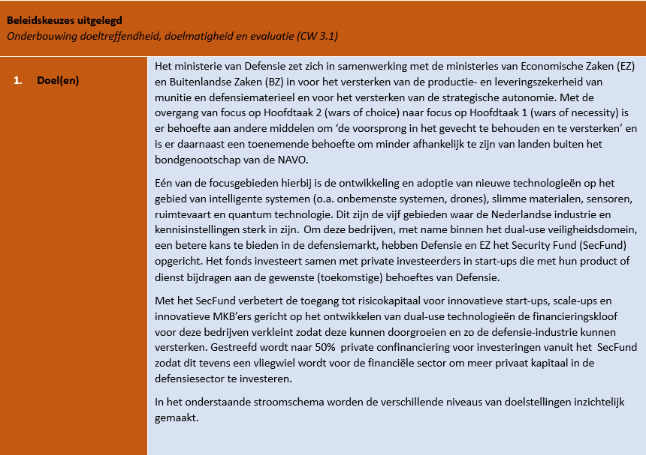 Beleidskeuzes uitgelegd
Onderbouwing doeltreffendheid, doelmatigheid en evaluatie (CW 3.1)
1. Doel(en)
Het ministerie van Defensie zet zich in samenwerking met de ministeries van Economische Zaken (EZ)
en Buitenlandse Zaken (BZ) in voor het versterken van de productie- en leveringszekerheid van
munitie en defensiematerieel en voor het versterken van de strategische autonomie. Met de
overgang van focus op Hoofdtaak 2 (wars of choice) naar focus op Hoofdtaak 1 (wars of necessity) is
er behoefte aan andere middelen om ‘de voorsprong in het gevecht te behouden en te versterken’ en
is er daarnaast een toenemende behoefte om minder afhankelijk te zijn van landen buiten het
bondgenootschap van de NAVO.
Eén van de focusgebieden hierbij is de ontwikkeling en adoptie van nieuwe technologieën op het
gebied van intelligente systemen (o.a. onbemenste systemen, drones), slimme materialen, sensoren,
ruimtevaart en quantum technologie. Dit zijn de vijf gebieden waar de Nederlandse industrie en
kennisinstellingen sterk in zijn. Om deze bedrijven, met name binnen het dual-use veiligheidsdomein,
een betere kans te bieden in de defensiemarkt, hebben Defensie en EZ het Security Fund (SecFund)
opgericht. Het fonds investeert samen met private investeerders in start-ups die met hun product of
dienst bijdragen aan de gewenste (toekomstige) behoeftes van Defensie.
Met het SecFund verbetert de toegang tot risicokapitaal voor innovatieve start-ups, scale-ups en
innovatieve MKB’ers gericht op het ontwikkelen van dual-use technologieën de financieringskloof
voor deze bedrijven verkleint zodat deze kunnen doorgroeien en zo de defensie-industrie kunnen
versterken. Gestreefd wordt naar 50% private confinanciering voor investeringen vanuit het SecFund
zodat dit tevens een vliegwiel wordt voor de financiële sector om meer privaat kapitaal in de
defensiesector te investeren.
In het onderstaande stroomschema worden de verschillende niveaus van doelstellingen inzichtelijk
gemaakt.